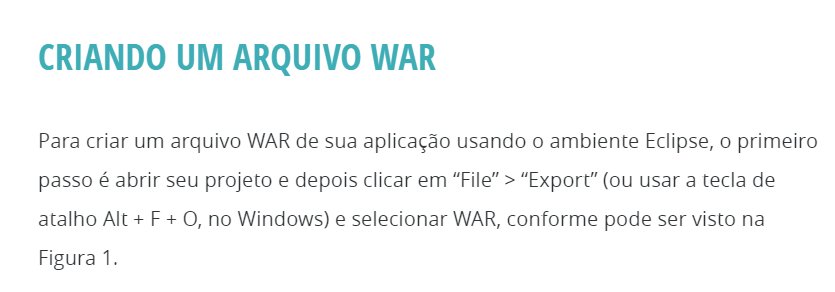 CRIANDO UM ARQUIVO WAR
Para criar um arquivo WAR de sua aplicação usando o ambiente Eclipse, o primeiro
passo é abrir seu projeto e depois clicar em “File” > “Export” (ou usar a tecla de
atalho Alt + F + O, no Windows) e selecionar WAR, conforme pode ser visto na
Figura 1.